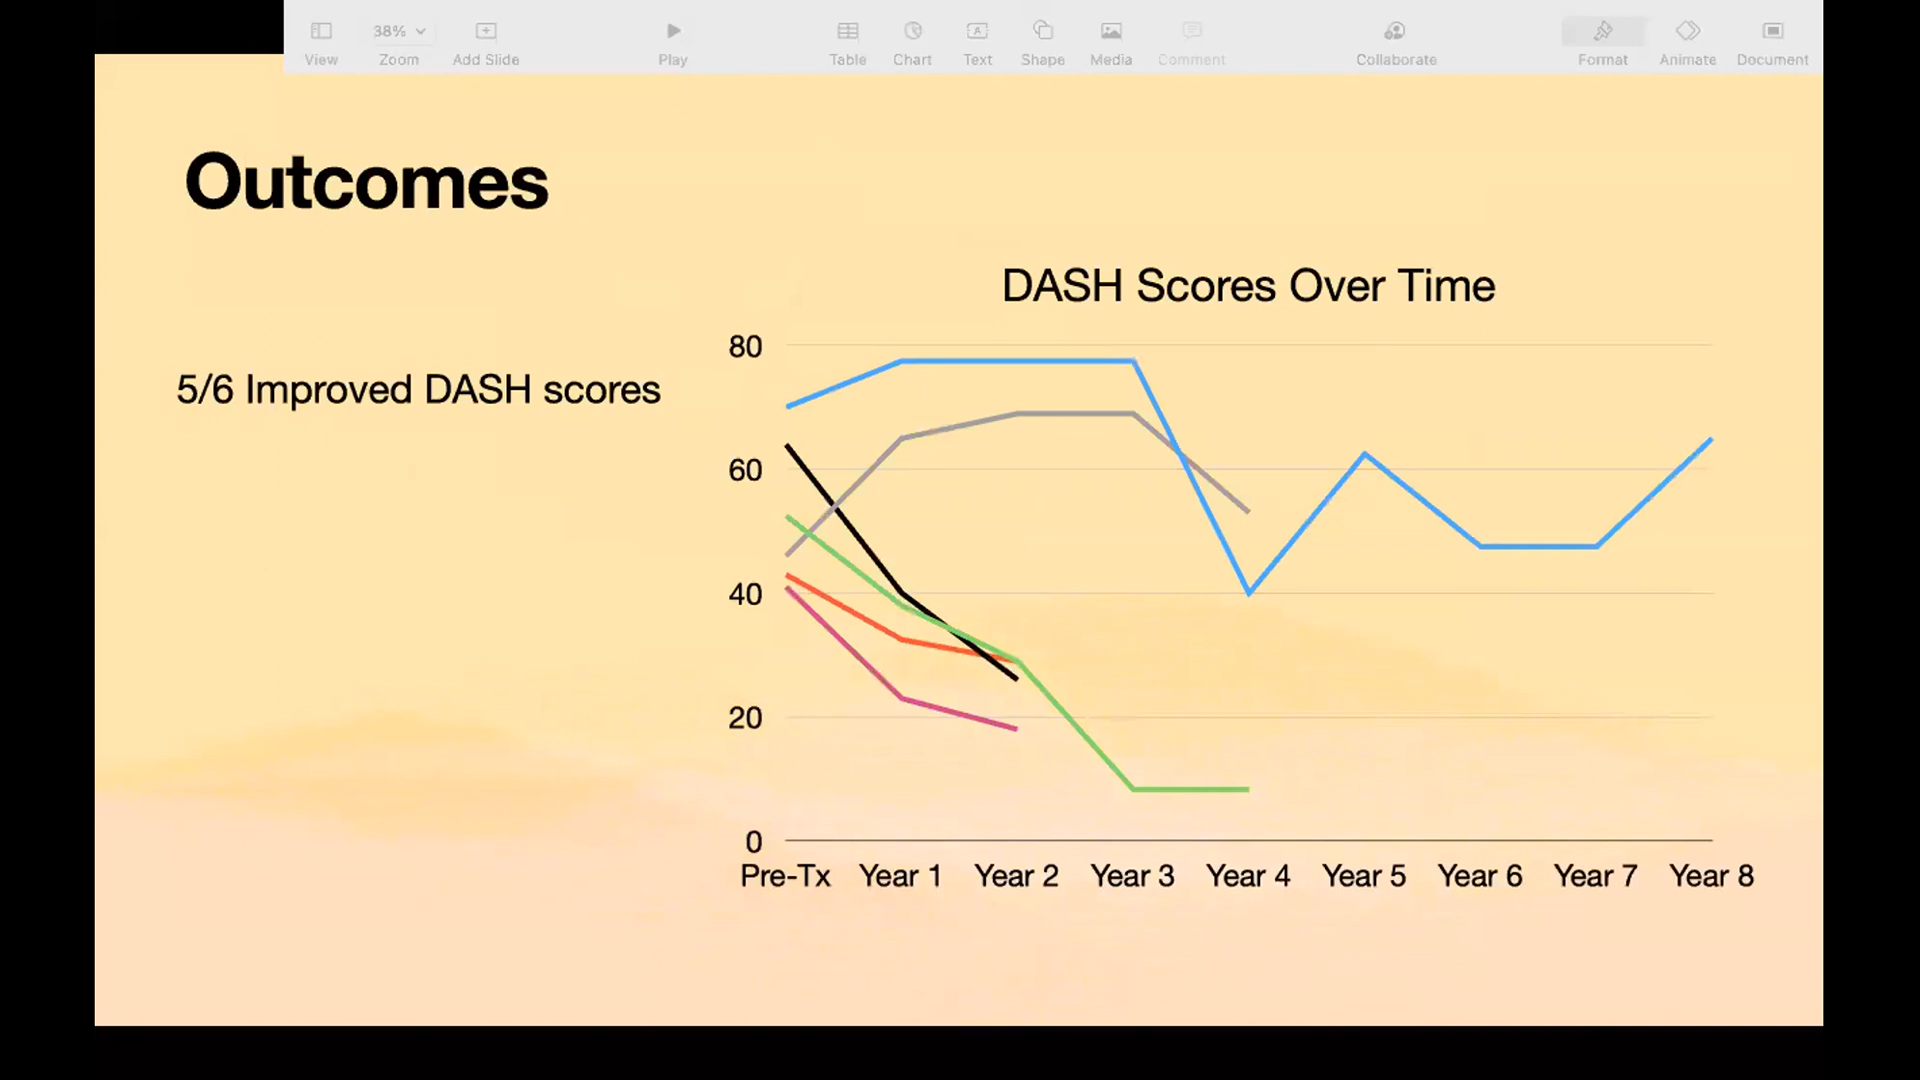 38%
View Zoom Add Slide Play Table Chart Text Shape Media Comment Collaborate Format Animate Document
Outcomes
DASH Scores Over Time
5/6 Improved DASH scores
80
60
40
20
0
Pre-Tx Year 1 Year 2 Year 3 Year 4 Year 5 Year 6 Year 7 Year 8